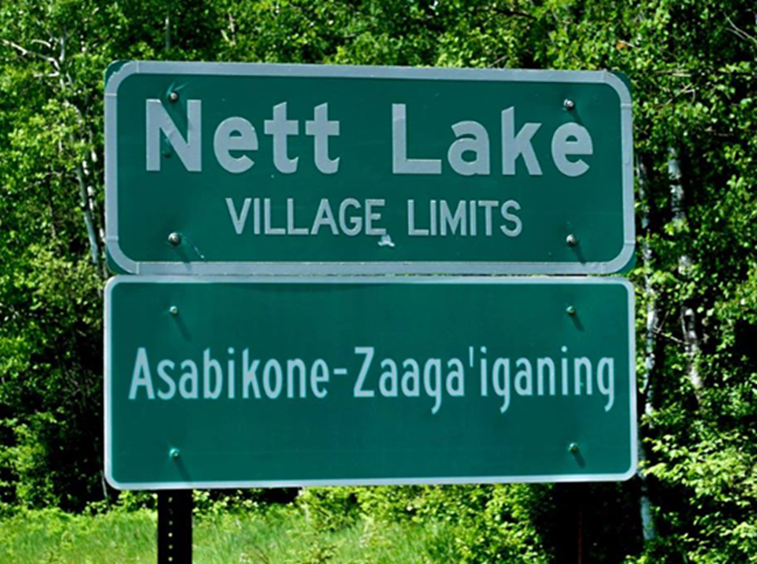 Nett Lake
VILLAGE LIMITS
Asabikone-Zaaga'iganing